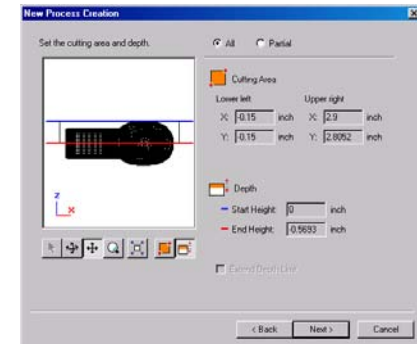 New Process Creation
Set the cutting area and depth.
All Partial
Cutting Area
Lower left Upper right
X: -0.15 inch X: 2.9 inch
Y: -0.15 inch Y: 2.8052 inch
Depth
Start Height: 0 inch
End Height: -0.5693 inch
Extend Depth Limit
z
x
< Back Next > Cancel